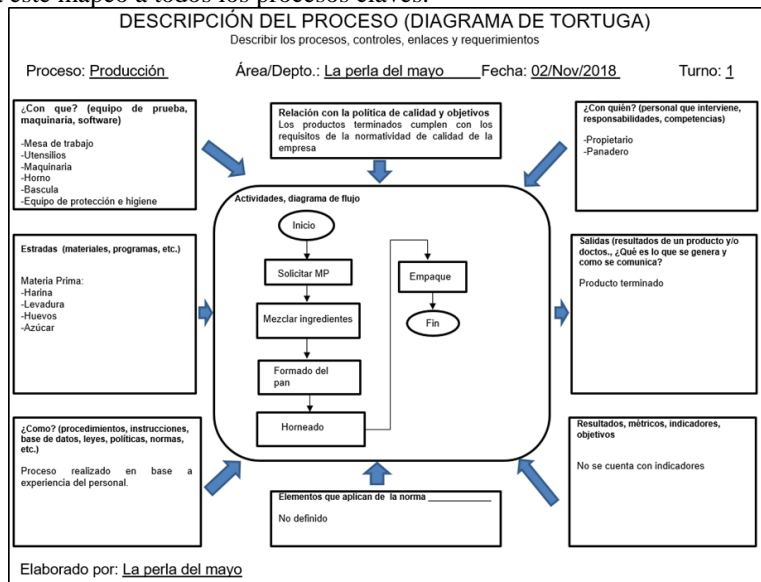 este mapeo a todos los procesos claves.
DESCRIPCIÓN DEL PROCESO (DIAGRAMA DE TORTUGA)
Describir los procesos, controles, enlaces y requerimientos
Proceso: Producción Área/Depto.: La perla del mayo Fecha: 02/Nov/2018 Turno: 1
¿Con que? (equipo de prueba,
maquinaria, software)
-Mesa de trabajo
-Utensilios
-Maquinaria
-Horno
-Bascula
-Equipo de protección e higiene
Relación con la política de calidad y objetivos
Los productos terminados cumplen con los
requisitos de la normatividad de calidad de la
empresa
¿Con quién? (personal que interviene,
responsabilidades, competencias)
-Propietario
-Panadero
Estradas (materiales, programas, etc.)
Materia Prima:
-Harina
-Levadura
-Huevos
-Azúcar
Actividades, diagrama de flujo
Inicio
Solicitar MP
Mezclar ingredientes
Formado del
pan
Horneado
Empaque
Fin
Salidas (resultados de un producto y/o
doctos., ¿Qué es lo que se genera y
como se comunica?
Producto terminado
¿Como? (procedimientos, instrucciones,
base de datos, leyes, políticas, normas,
etc.)
Proceso realizado en base a
experiencia del personal.
Elementos que aplican de la norma ____________
No definido
Resultados, métricos, indicadores,
objetivos
No se cuenta con indicadores
Elaborado por: La perla del mayo